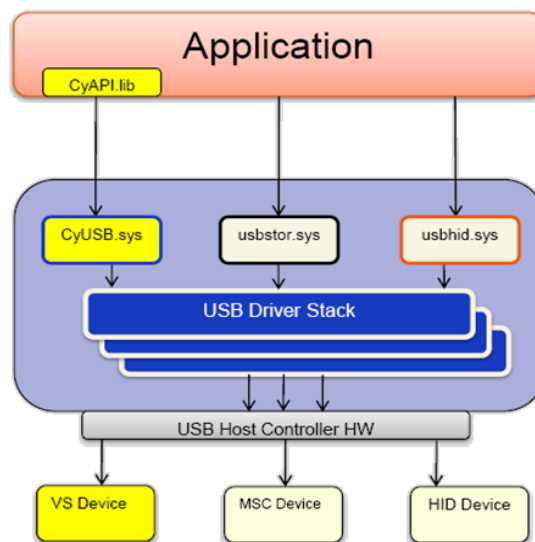 Application
CyAPI.lib
CyUSB.sys
usbstor.sys
usbhid.sys
USB Driver Stack
USB Host Controller HW
VS Device
MSC Device
HID Device